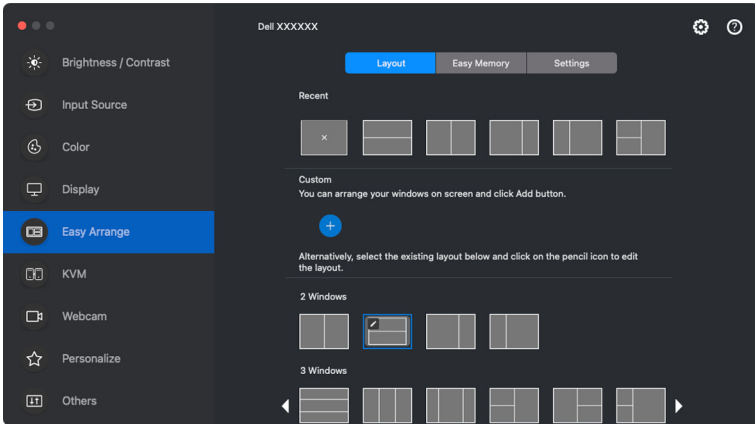 Dell XXXXXX
Brightness / Contrast
Input Source
Color
Display
Easy Arrange
KVM
Webcam
Personalize
Others
Layout
Easy Memory
Settings
Recent
Custom
You can arrange your windows on screen and click Add button.
Alternatively, select the existing layout below and click on the pencil icon to edit
the layout.
2 Windows
3 Windows